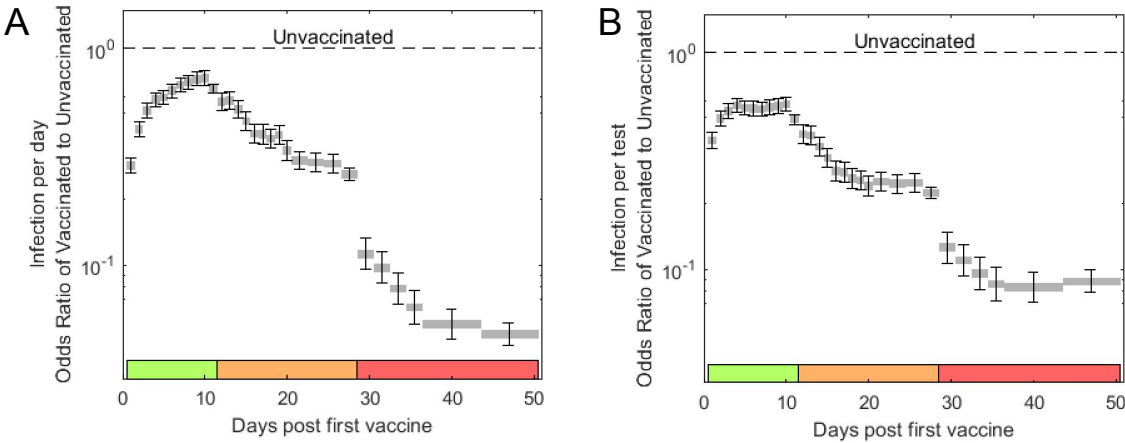 A
Infection per day
Odds Ratio of Vaccinated to Unvaccinated
10^0
10^-1
Unvaccinated
0 10 20 30 40 50
Days post first vaccine
B
Infection per test
Odds Ratio of Vaccinated to Unvaccinated
10^0
10^-1
Unvaccinated
0 10 20 30 40 50
Days post first vaccine